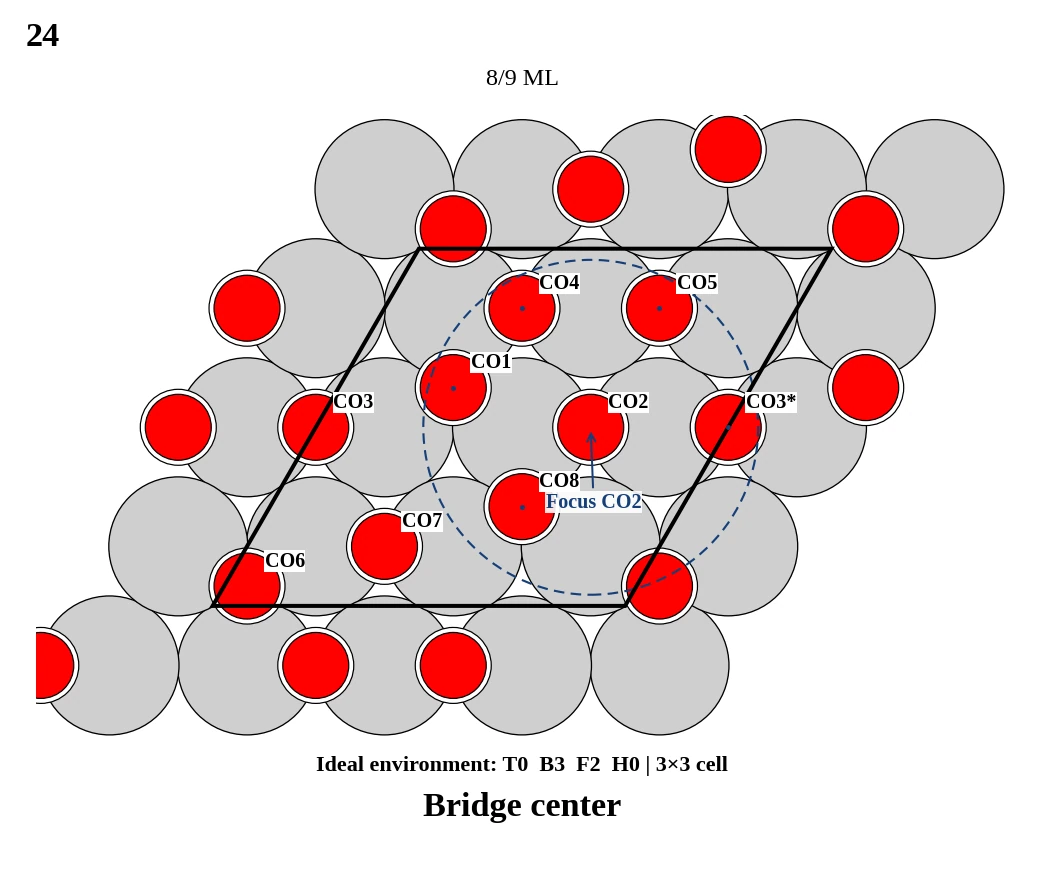 24
8/9 ML
CO4
CO5
CO1
CO3
CO2
CO3*
CO8
Focus CO2
CO7
CO6
Ideal environment: T0  B3  F2  H0 | 3×3 cell
Bridge center